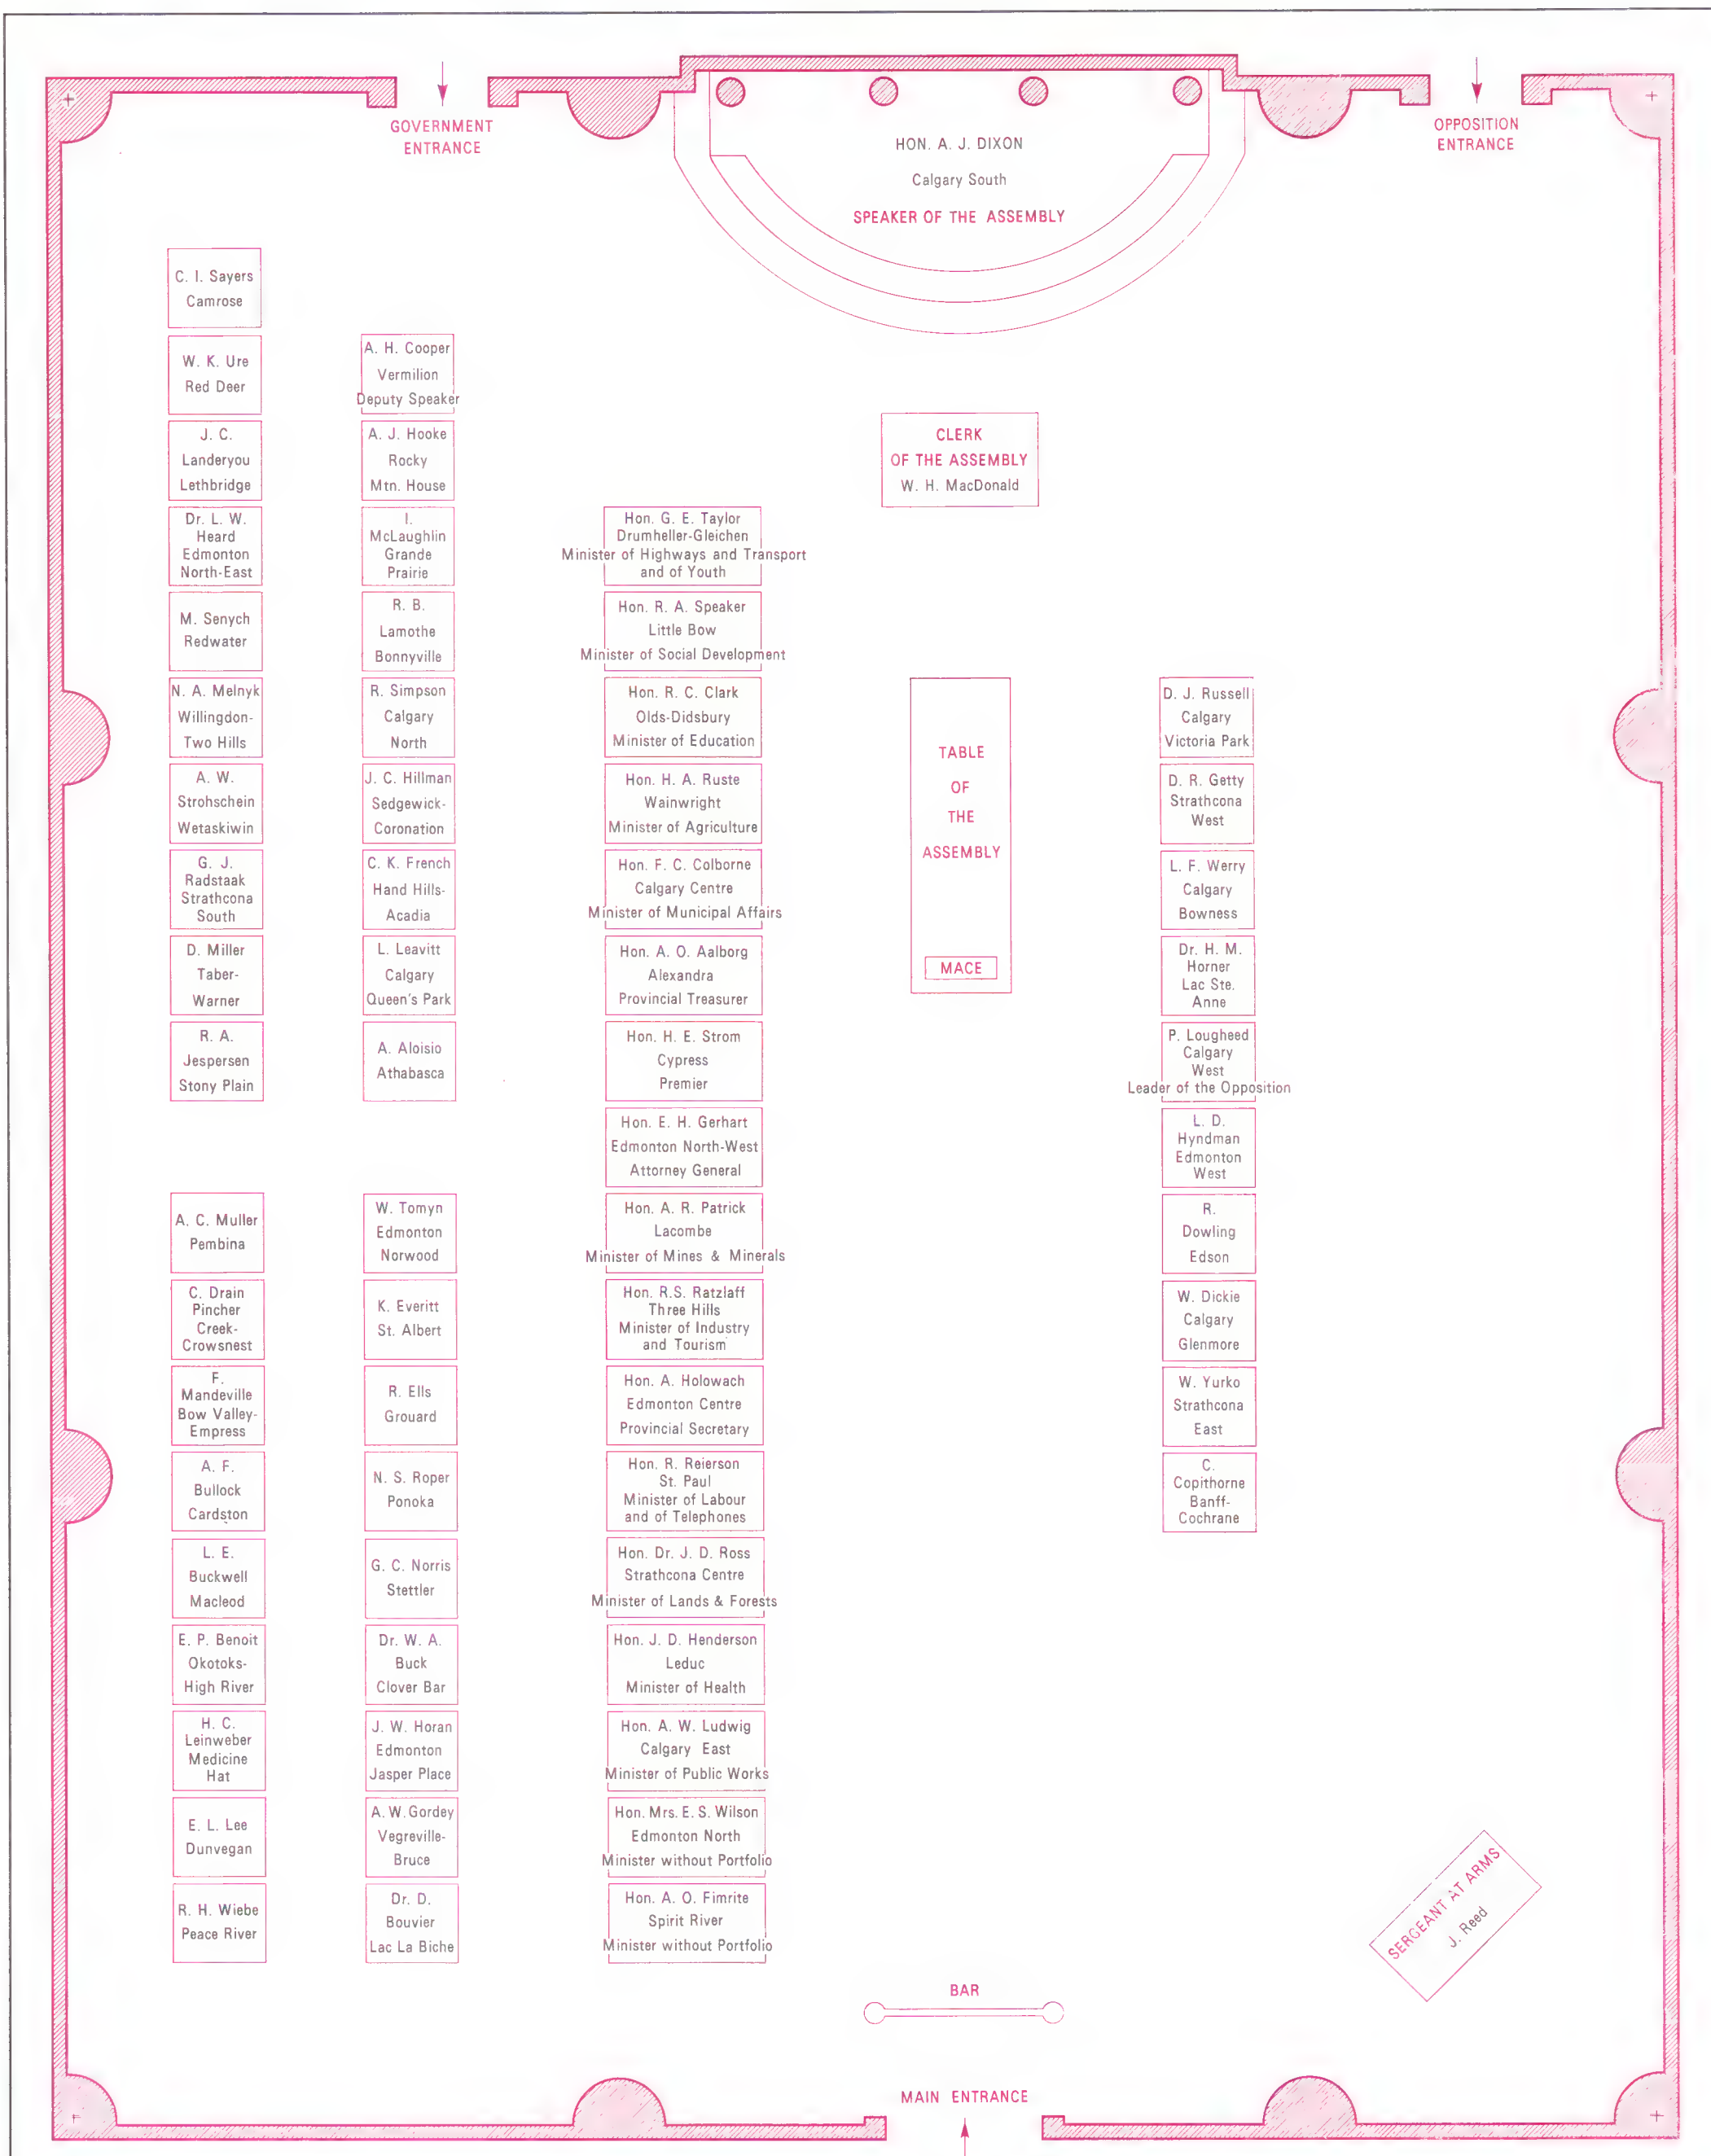 GOVERNMENT
ENTRANCE
HON. A. J. DIXON
Calgary South
SPEAKER OF THE ASSEMBLY
OPPOSITION
ENTRANCE
C. I. Sayers
Camrose
W. K. Ure
Red Deer
J. C.
Landeryou
Lethbridge
Dr. L. W.
Heard
Edmonton
North-East
M. Senych
Redwater
N. A. Melnyk
Willingdon-
Two Hills
A. W.
Strohschein
Wetaskiwin
G. J.
Radstaak
Strathcona
South
D. Miller
Taber-
Warner
R. A.
Jespersen
Stony Plain
A. C. Muller
Pembina
C. Drain
Pincher
Creek-
Crowsnest
F.
Mandeville
Bow Valley-
Empress
A. F.
Bullock
Cardston
L. E.
Buckwell
Macleod
E. P. Benoit
Okotoks-
High River
H. C.
Leinweber
Medicine
Hat
E. L. Lee
Dunvegan
R. H. Wiebe
Peace River
A. H. Cooper
Vermilion
Deputy Speaker
A. J. Hooke
Rocky
Mtn. House
I.
McLaughlin
Grande
Prairie
R. B.
Lamothe
Bonnyville
R. Simpson
Calgary
North
J. C. Hillman
Sedgewick-
Coronation
C. K. French
Hand Hills-
Acadia
L. Leavitt
Calgary
Queen's Park
A. Aloisio
Athabasca
W. Tomyn
Edmonton
Norwood
K. Everitt
St. Albert
R. Ells
Grouard
N. S. Roper
Ponoka
G. C. Norris
Stettler
Dr. W. A.
Buck
Clover Bar
J. W. Horan
Edmonton
Jasper Place
A. W. Gordey
Vegreville-
Bruce
Dr. D.
Bouvier
Lac La Biche
Hon. G. E. Taylor
Drumheller-Gleichen
Minister of Highways and Transport
and of Youth
Hon. R. A. Speaker
Little Bow
Minister of Social Development
Hon. R. C. Clark
Olds-Didsbury
Minister of Education
Hon. H. A. Ruste
Wainwright
Minister of Agriculture
Hon. F. C. Colborne
Calgary Centre
Minister of Municipal Affairs
Hon. A. O. Aalborg
Alexandra
Provincial Treasurer
Hon. H. E. Strom
Cypress
Premier
Hon. E. H. Gerhart
Edmonton North-West
Attorney General
Hon. A. R. Patrick
Lacombe
Minister of Mines & Minerals
Hon. R.S. Ratzlaff
Three Hills
Minister of Industry
and Tourism
Hon. A. Holowach
Edmonton Centre
Provincial Secretary
Hon. R. Reierson
St. Paul
Minister of Labour
and of Telephones
Hon. Dr. J. D. Ross
Strathcona Centre
Minister of Lands & Forests
Hon. J. D. Henderson
Leduc
Minister of Health
Hon. A. W. Ludwig
Calgary East
Minister of Public Works
Hon. Mrs. E. S. Wilson
Edmonton North
Minister without Portfolio
Hon. A. O. Fimrite
Spirit River
Minister without Portfolio
CLERK
OF THE ASSEMBLY
W. H. MacDonald
TABLE
OF
THE
ASSEMBLY
MACE
D. J. Russell
Calgary
Victoria Park
D. R. Getty
Strathcona
West
L. F. Werry
Calgary
Bowness
Dr. H. M.
Horner
Lac Ste.
Anne
P. Lougheed
Calgary
West
Leader of the Opposition
L. D.
Hyndman
Edmonton
West
R.
Dowling
Edson
W. Dickie
Calgary
Glenmore
W. Yurko
Strathcona
East
C.
Copithorne
Banff-
Cochrane
SERGEANT AT ARMS
J. Reed
BAR
MAIN ENTRANCE